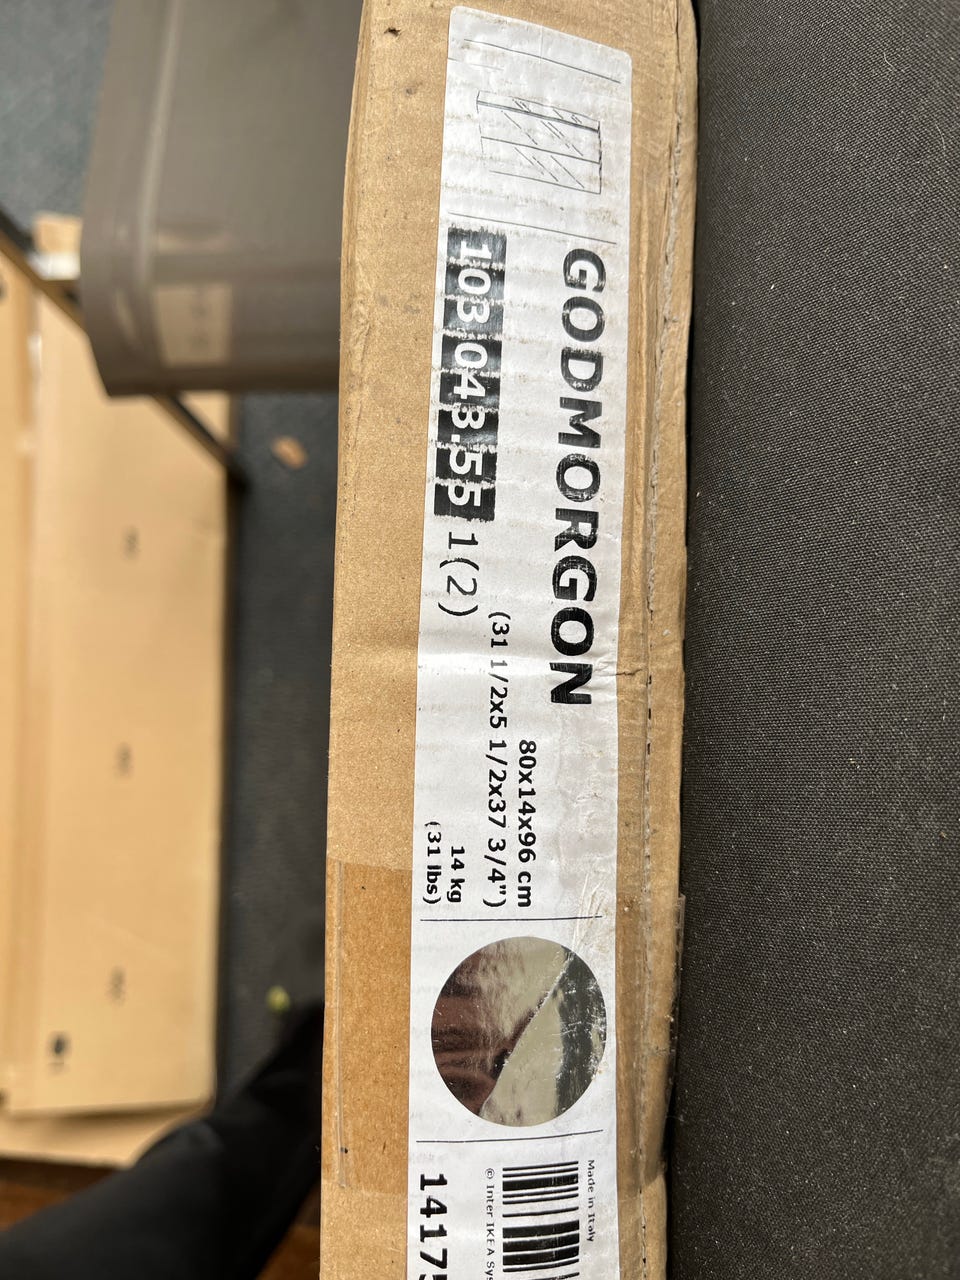 GODMORGON
103.043.55 1(2)
80x14x96 cm
(31 1/2x5 1/2x37 3/4")
14 kg
(31 lbs)
Made in Italy
© Inter IKEA Sys
1417